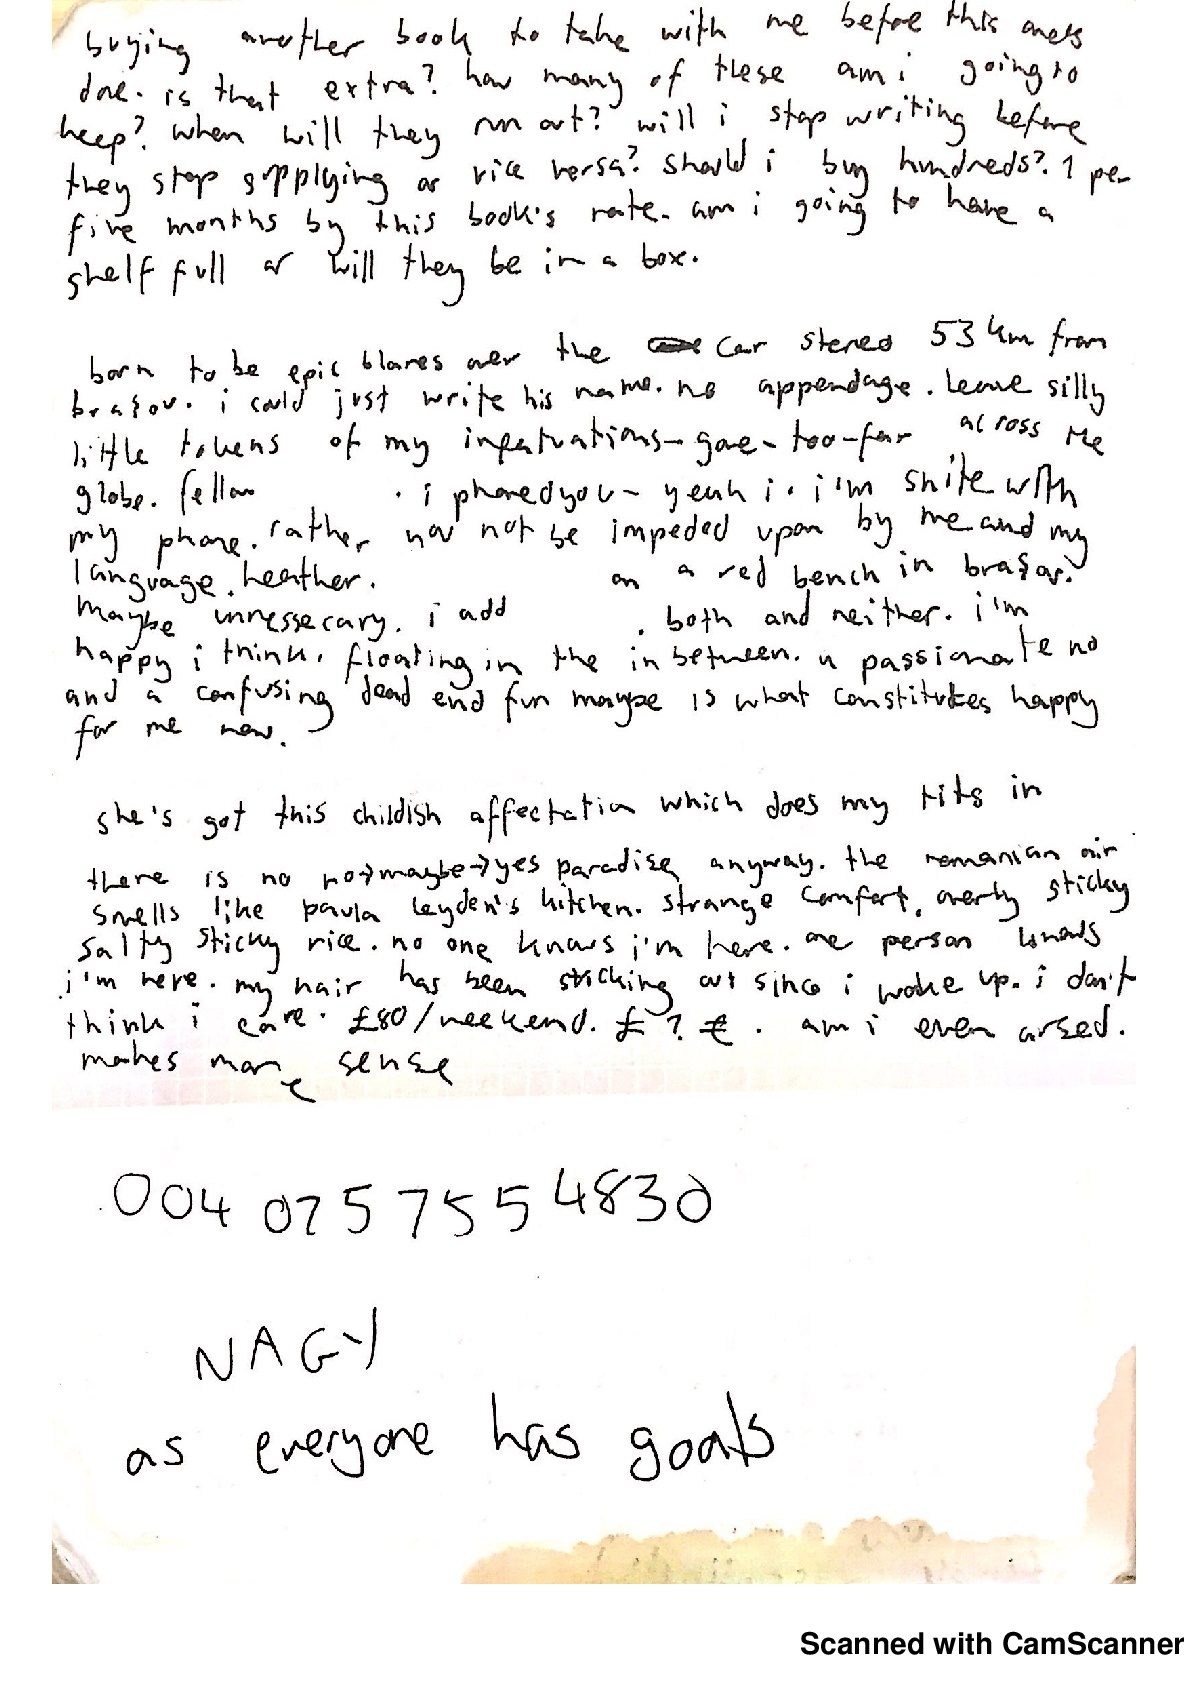 buying another book to take with me before this one's
done. is that extra? how many of these am i going to
keep? when will they run out? will i stop writing before
they stop supplying or vice versa? should i buy hundreds? 1 per
five months by this book's rate. am i going to have a
shelf full or will they be in a box.
born to be epic blares over the car stereo 53 km from
brașov. i could just write his name. no appendage. leave silly
little tokens of my infatuations-gone-too-far across the
globe. fellow . i phoned you - yeah i. i'm shite with
my phone. rather you not be impeded upon by me and my
language. heather. on a red bench in brașov.
maybe unnessecary. i add . both and neither. i'm
happy i think. floating in the inbetween. a passionate no
and a confusing dead end fun maybe is what constitutes happy
for me now.
she's got this childish affectation which does my tits in
there is no no→maybe→yes paradise anyway. the romanian air
smells like paula leyden's kitchen. strange comfort, overly sticky
salty sticky rice. no one knows i'm here. one person knows
i'm here. my hair has been sticking out since i woke up. i don't
think i care. £80/weekend. £? €. am i even arsed.
makes more sense
004 0757554830
NAGY
as everyone has goals
Scanned with CamScanner